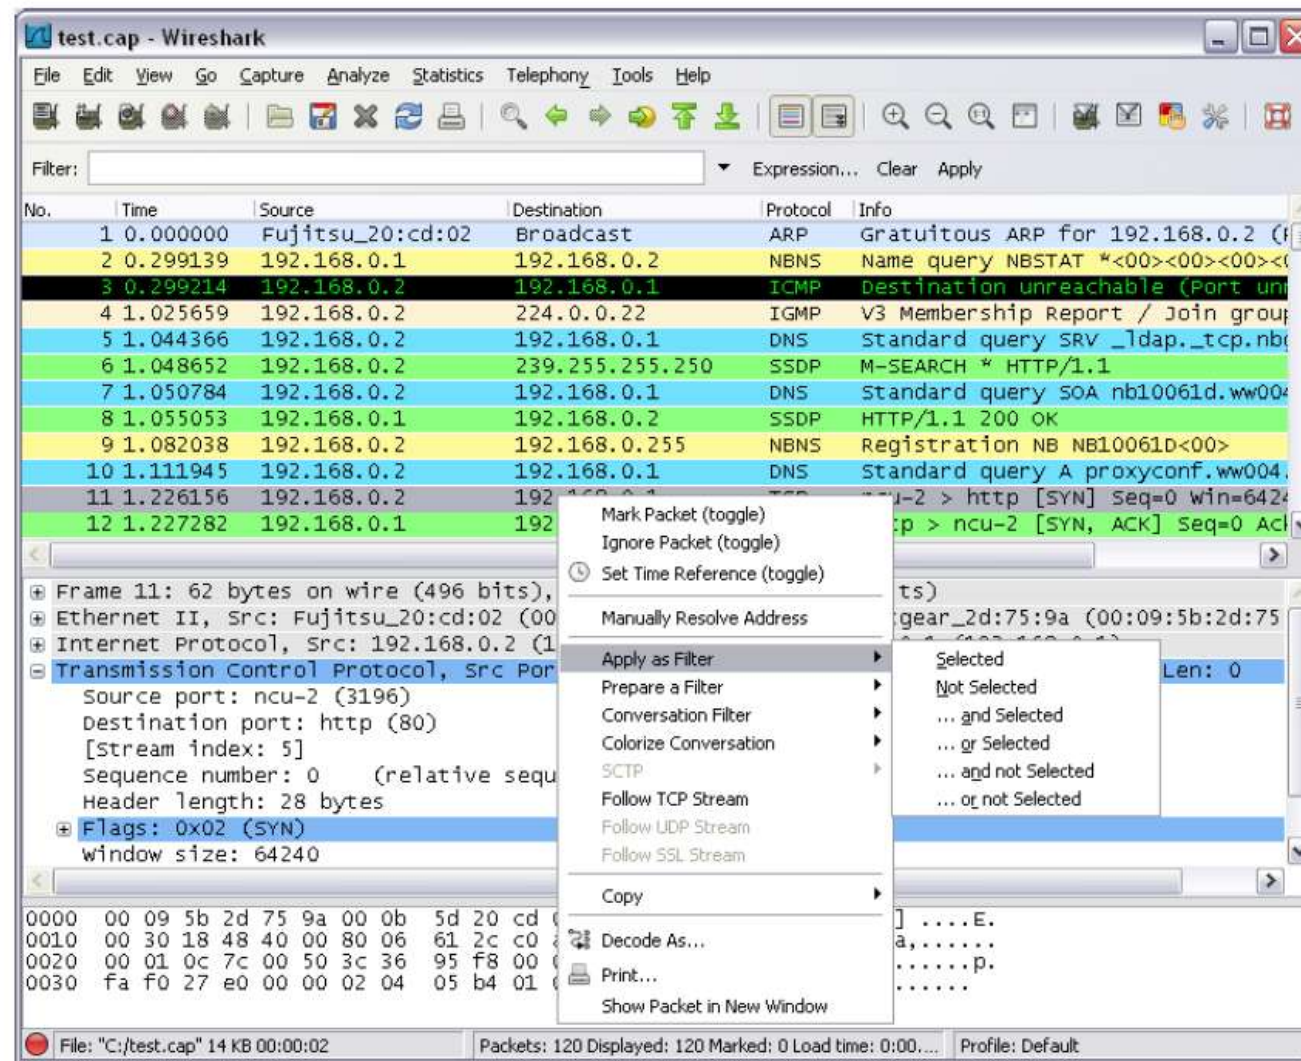 test.cap - Wireshark
File Edit View Go Capture Analyze Statistics Telephony Tools Help
Filter: Expression... Clear Apply
No. Time Source Destination Protocol Info
1 0.000000 Fujitsu_20:cd:02 Broadcast ARP Gratuitous ARP for 192.168.0.2 (
2 0.299139 192.168.0.1 192.168.0.2 NBNS Name query NBSTAT *<00><00><00><
3 0.299214 192.168.0.2 192.168.0.1 ICMP Destination unreachable (Port un
4 1.025659 192.168.0.2 224.0.0.22 IGMP V3 Membership Report / Join grou
5 1.044366 192.168.0.2 192.168.0.1 DNS Standard query SRV _ldap._tcp.nb
6 1.048652 192.168.0.2 239.255.255.250 SSDP M-SEARCH * HTTP/1.1
7 1.050784 192.168.0.2 192.168.0.1 DNS Standard query SOA nb10061d.ww00
8 1.055053 192.168.0.1 192.168.0.2 SSDP HTTP/1.1 200 OK
9 1.082038 192.168.0.2 192.168.0.255 NBNS Registration NB NB10061D<00>
10 1.111945 192.168.0.2 192.168.0.1 DNS Standard query A proxyconf.ww004.
11 1.226156 192.168.0.2 192 u-2 > http [SYN] Seq=0 Win=642
12 1.227282 192.168.0.1 192 p > ncu-2 [SYN, ACK] Seq=0 Ac
Frame 11: 62 bytes on wire (496 bits), ts)
Ethernet II, Src: Fujitsu_20:cd:02 (00 gear_2d:75:9a (00:09:5b:2d:75
Internet Protocol, Src: 192.168.0.2 (1
Transmission Control Protocol, Src Por Len: 0
Source port: ncu-2 (3196)
Destination port: http (80)
[Stream index: 5]
Sequence number: 0 (relative sequ
Header length: 28 bytes
Flags: 0x02 (SYN)
Window size: 64240
Mark Packet (toggle)
Ignore Packet (toggle)
Set Time Reference (toggle)
Manually Resolve Address
Apply as Filter
Prepare a Filter
Conversation Filter
Colorize Conversation
SCTP
Follow TCP Stream
Follow UDP Stream
Follow SSL Stream
Copy
Decode As...
Print...
Show Packet in New Window
Selected
Not Selected
... and Selected
... or Selected
... and not Selected
... or not Selected
0000 00 09 5b 2d 75 9a 00 0b 5d 20 cd ] ....E.
0010 00 30 18 48 40 00 80 06 61 2c c0 a,......
0020 00 01 0c 7c 00 50 3c 36 95 f8 00 ......p.
0030 fa f0 27 e0 00 00 02 04 05 b4 01 ......
File: "C:/test.cap" 14 KB 00:00:02 Packets: 120 Displayed: 120 Marked: 0 Load time: 0:00.... Profile: Default